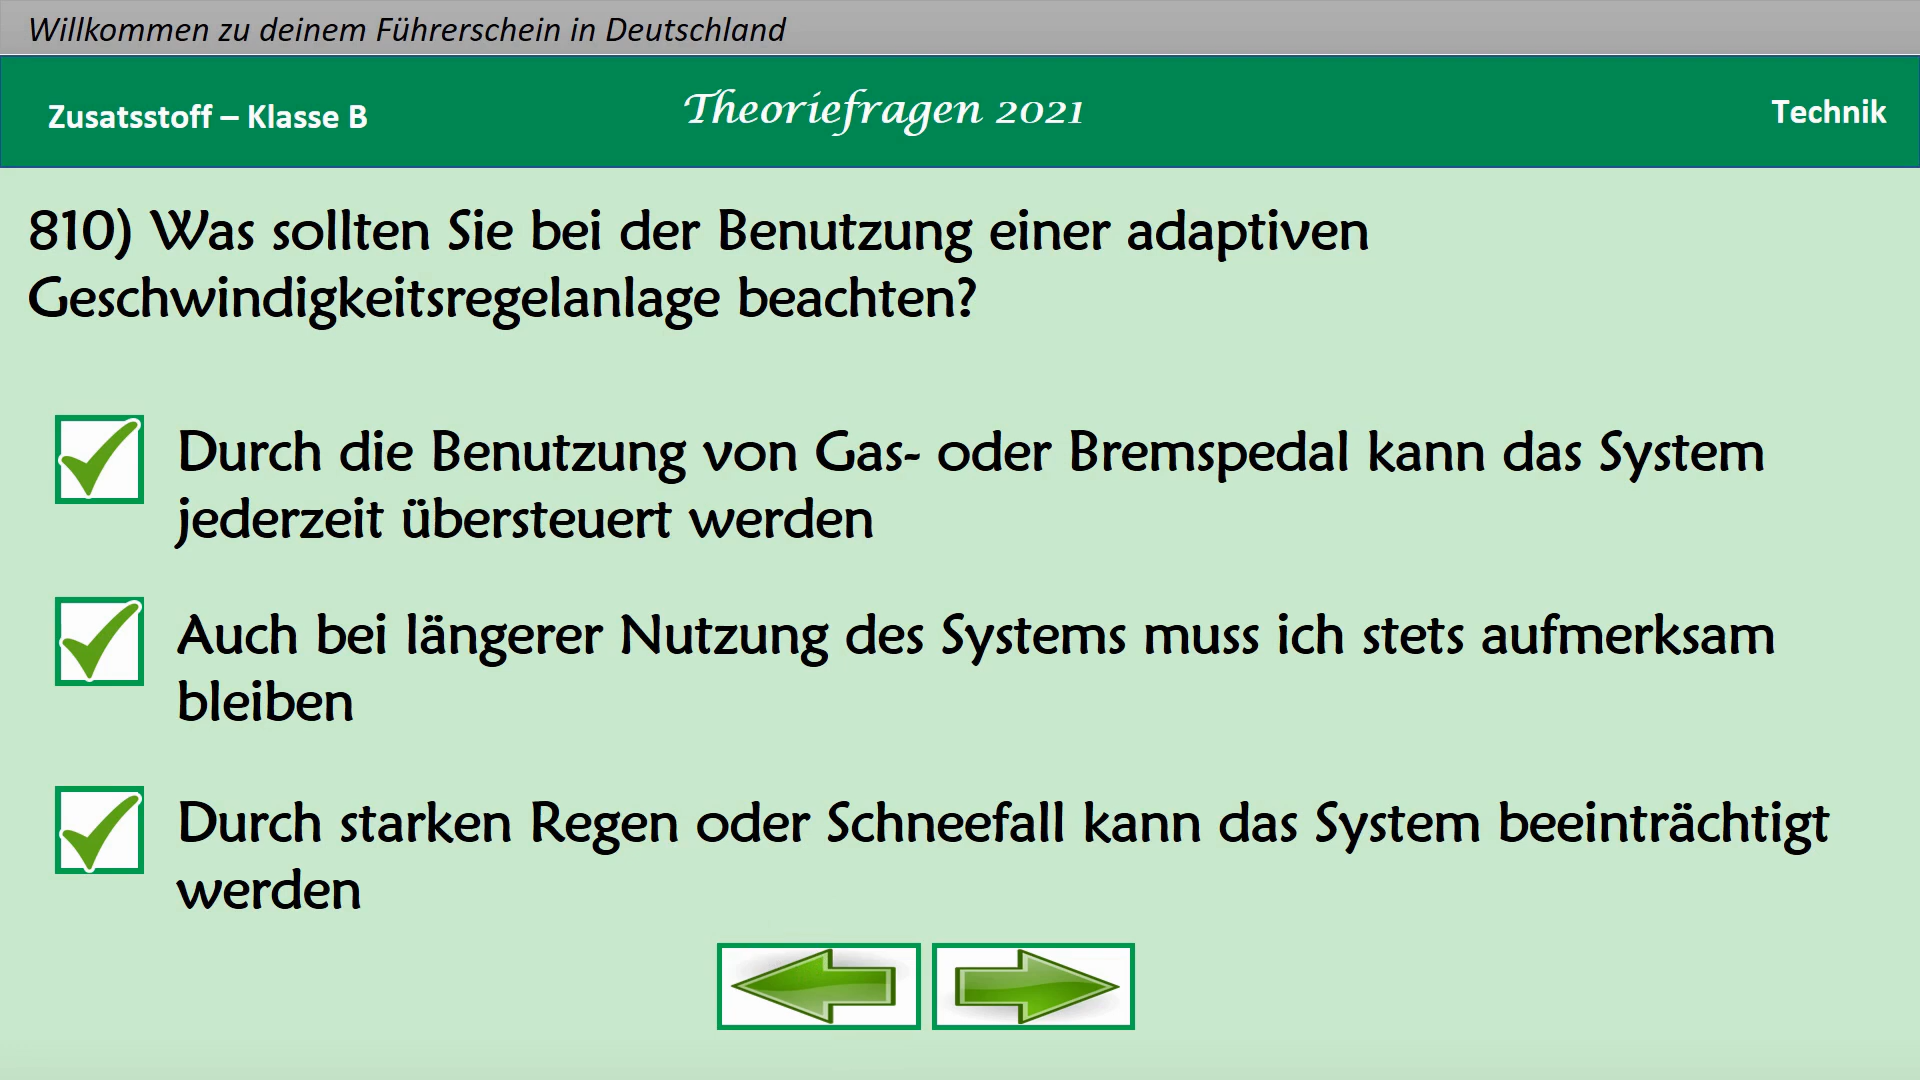 Willkommen zu deinem Führerschein in Deutschland
Zusatsstoff – Klasse B
Theoriefragen 2021
Technik
810) Was sollten Sie bei der Benutzung einer adaptiven
Geschwindigkeitsregelanlage beachten?
Durch die Benutzung von Gas- oder Bremspedal kann das System
jederzeit übersteuert werden
Auch bei längerer Nutzung des Systems muss ich stets aufmerksam
bleiben
Durch starken Regen oder Schneefall kann das System beeinträchtigt
werden